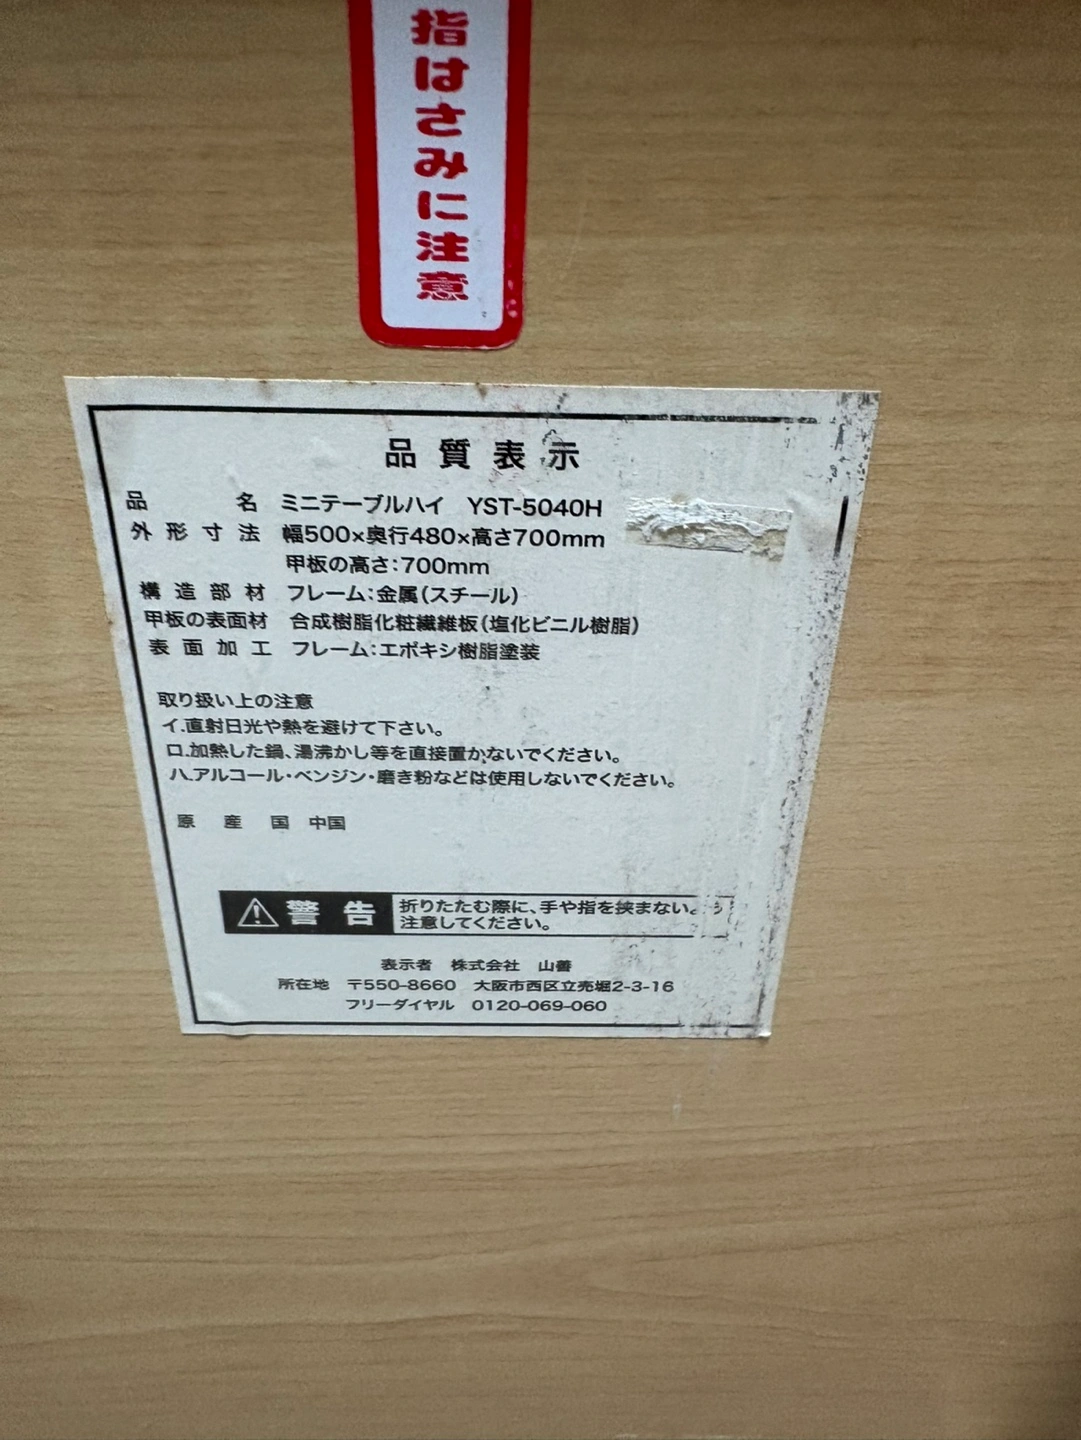 指はさみに注意
品質表示
品名 ミニテーブルハイ YST-5040H
外形寸法 幅500×奥行480×高さ700mm
甲板の高さ:700mm
構造部材 フレーム:金属(スチール)
甲板の表面材 合成樹脂化粧繊維板(塩化ビニル樹脂)
表面加工 フレーム:エポキシ樹脂塗装
取り扱い上の注意
イ.直射日光や熱を避けて下さい。
ロ.加熱した鍋、湯沸かし等を直接置かないでください。
ハ.アルコール・ベンジン・磨き粉などは使用しないでください。
原産国 中国
警告 折りたたむ際に、手や指を挟まないよう
注意してください。
表示者 株式会社 山善
所在地 〒550-8660 大阪市西区立売堀2-3-16
フリーダイヤル 0120-069-060